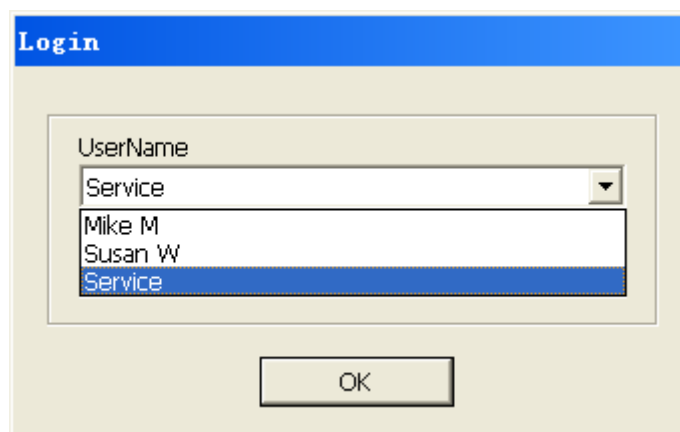 Login
UserName
Service
Mike M
Susan W
Service
OK